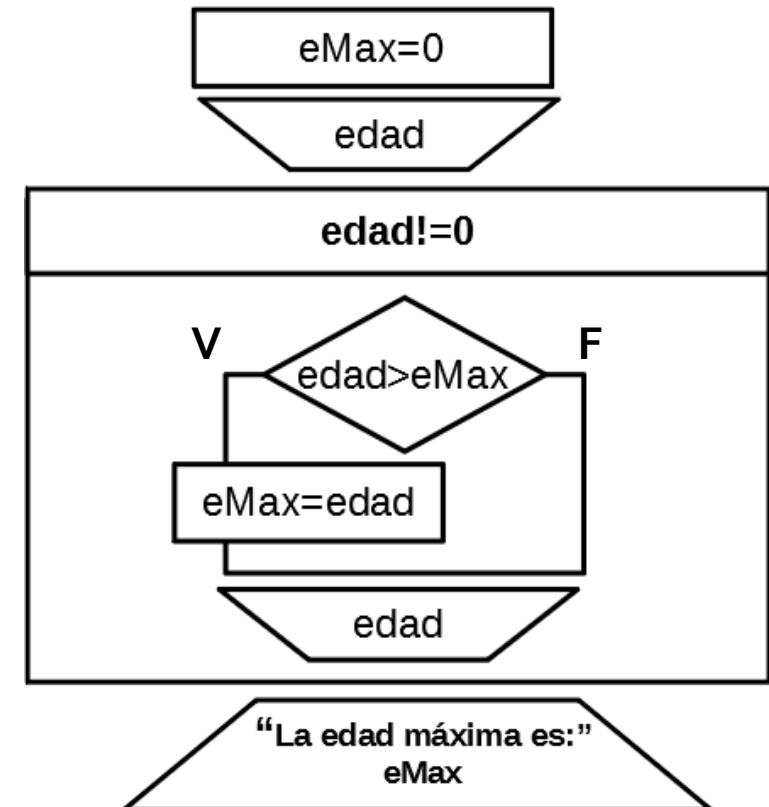 eMax=0
edad
edad!=0
V
F
edad>eMax
eMax=edad
edad
“La edad máxima es:”
eMax